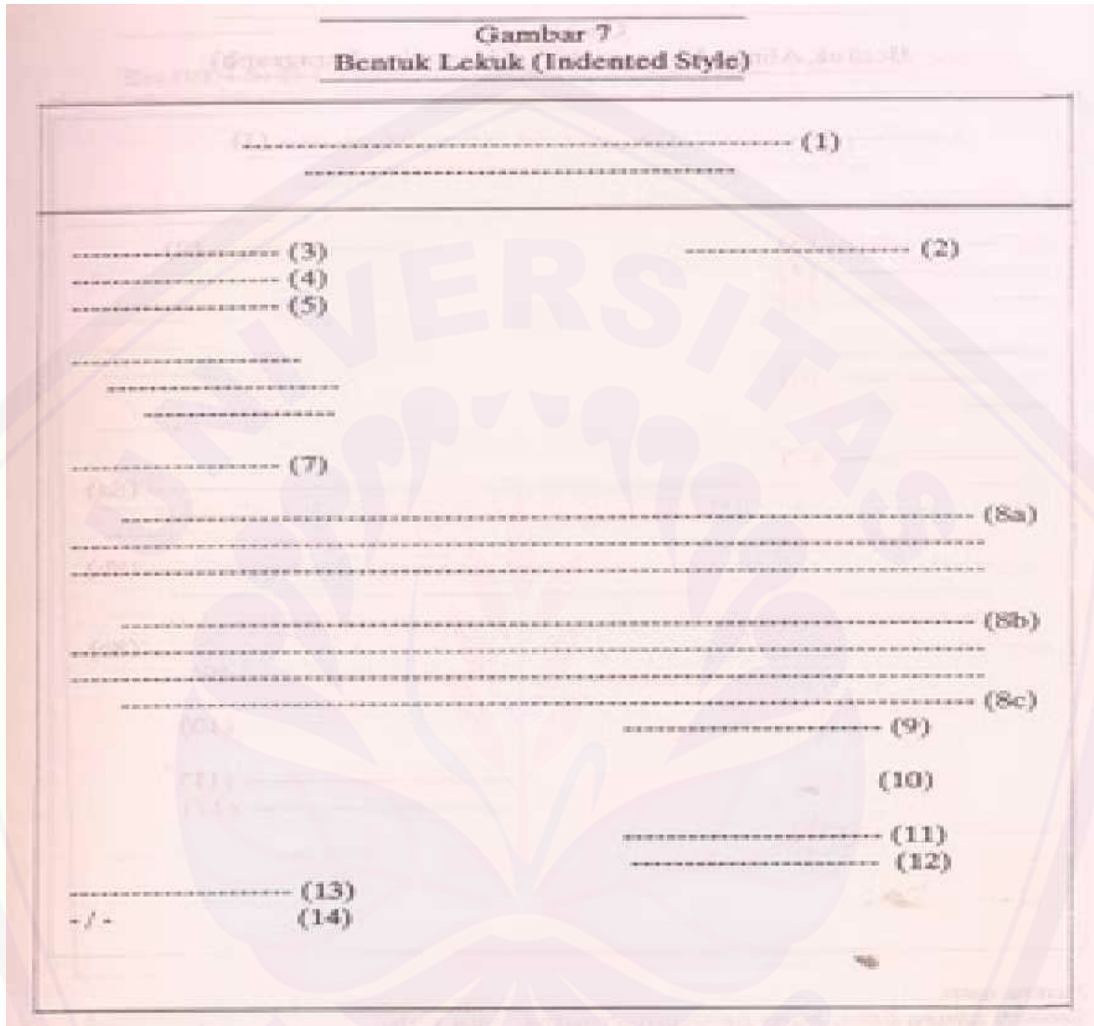 Gambar 7
Bentuk Lekuk (Indented Style)
---------------------------------------- (1)
--------------------------------
---------------- (3) ---------------- (2)
---------------- (4)
---------------- (5)
-----------------
-----------------
--------------
---------------- (7)
---------------------------------------------------------------- (8a)
--------------------------------------------------------------------
--------------------------------------------------------------------
---------------------------------------------------------------- (8b)
--------------------------------------------------------------------
--------------------------------------------------------------------
---------------------------------------------------------------- (8c)
------------------- (9)
(10)
------------------- (11)
------------------ (12)
----------------- (13)
- / - (14)
UNIVERSITAS